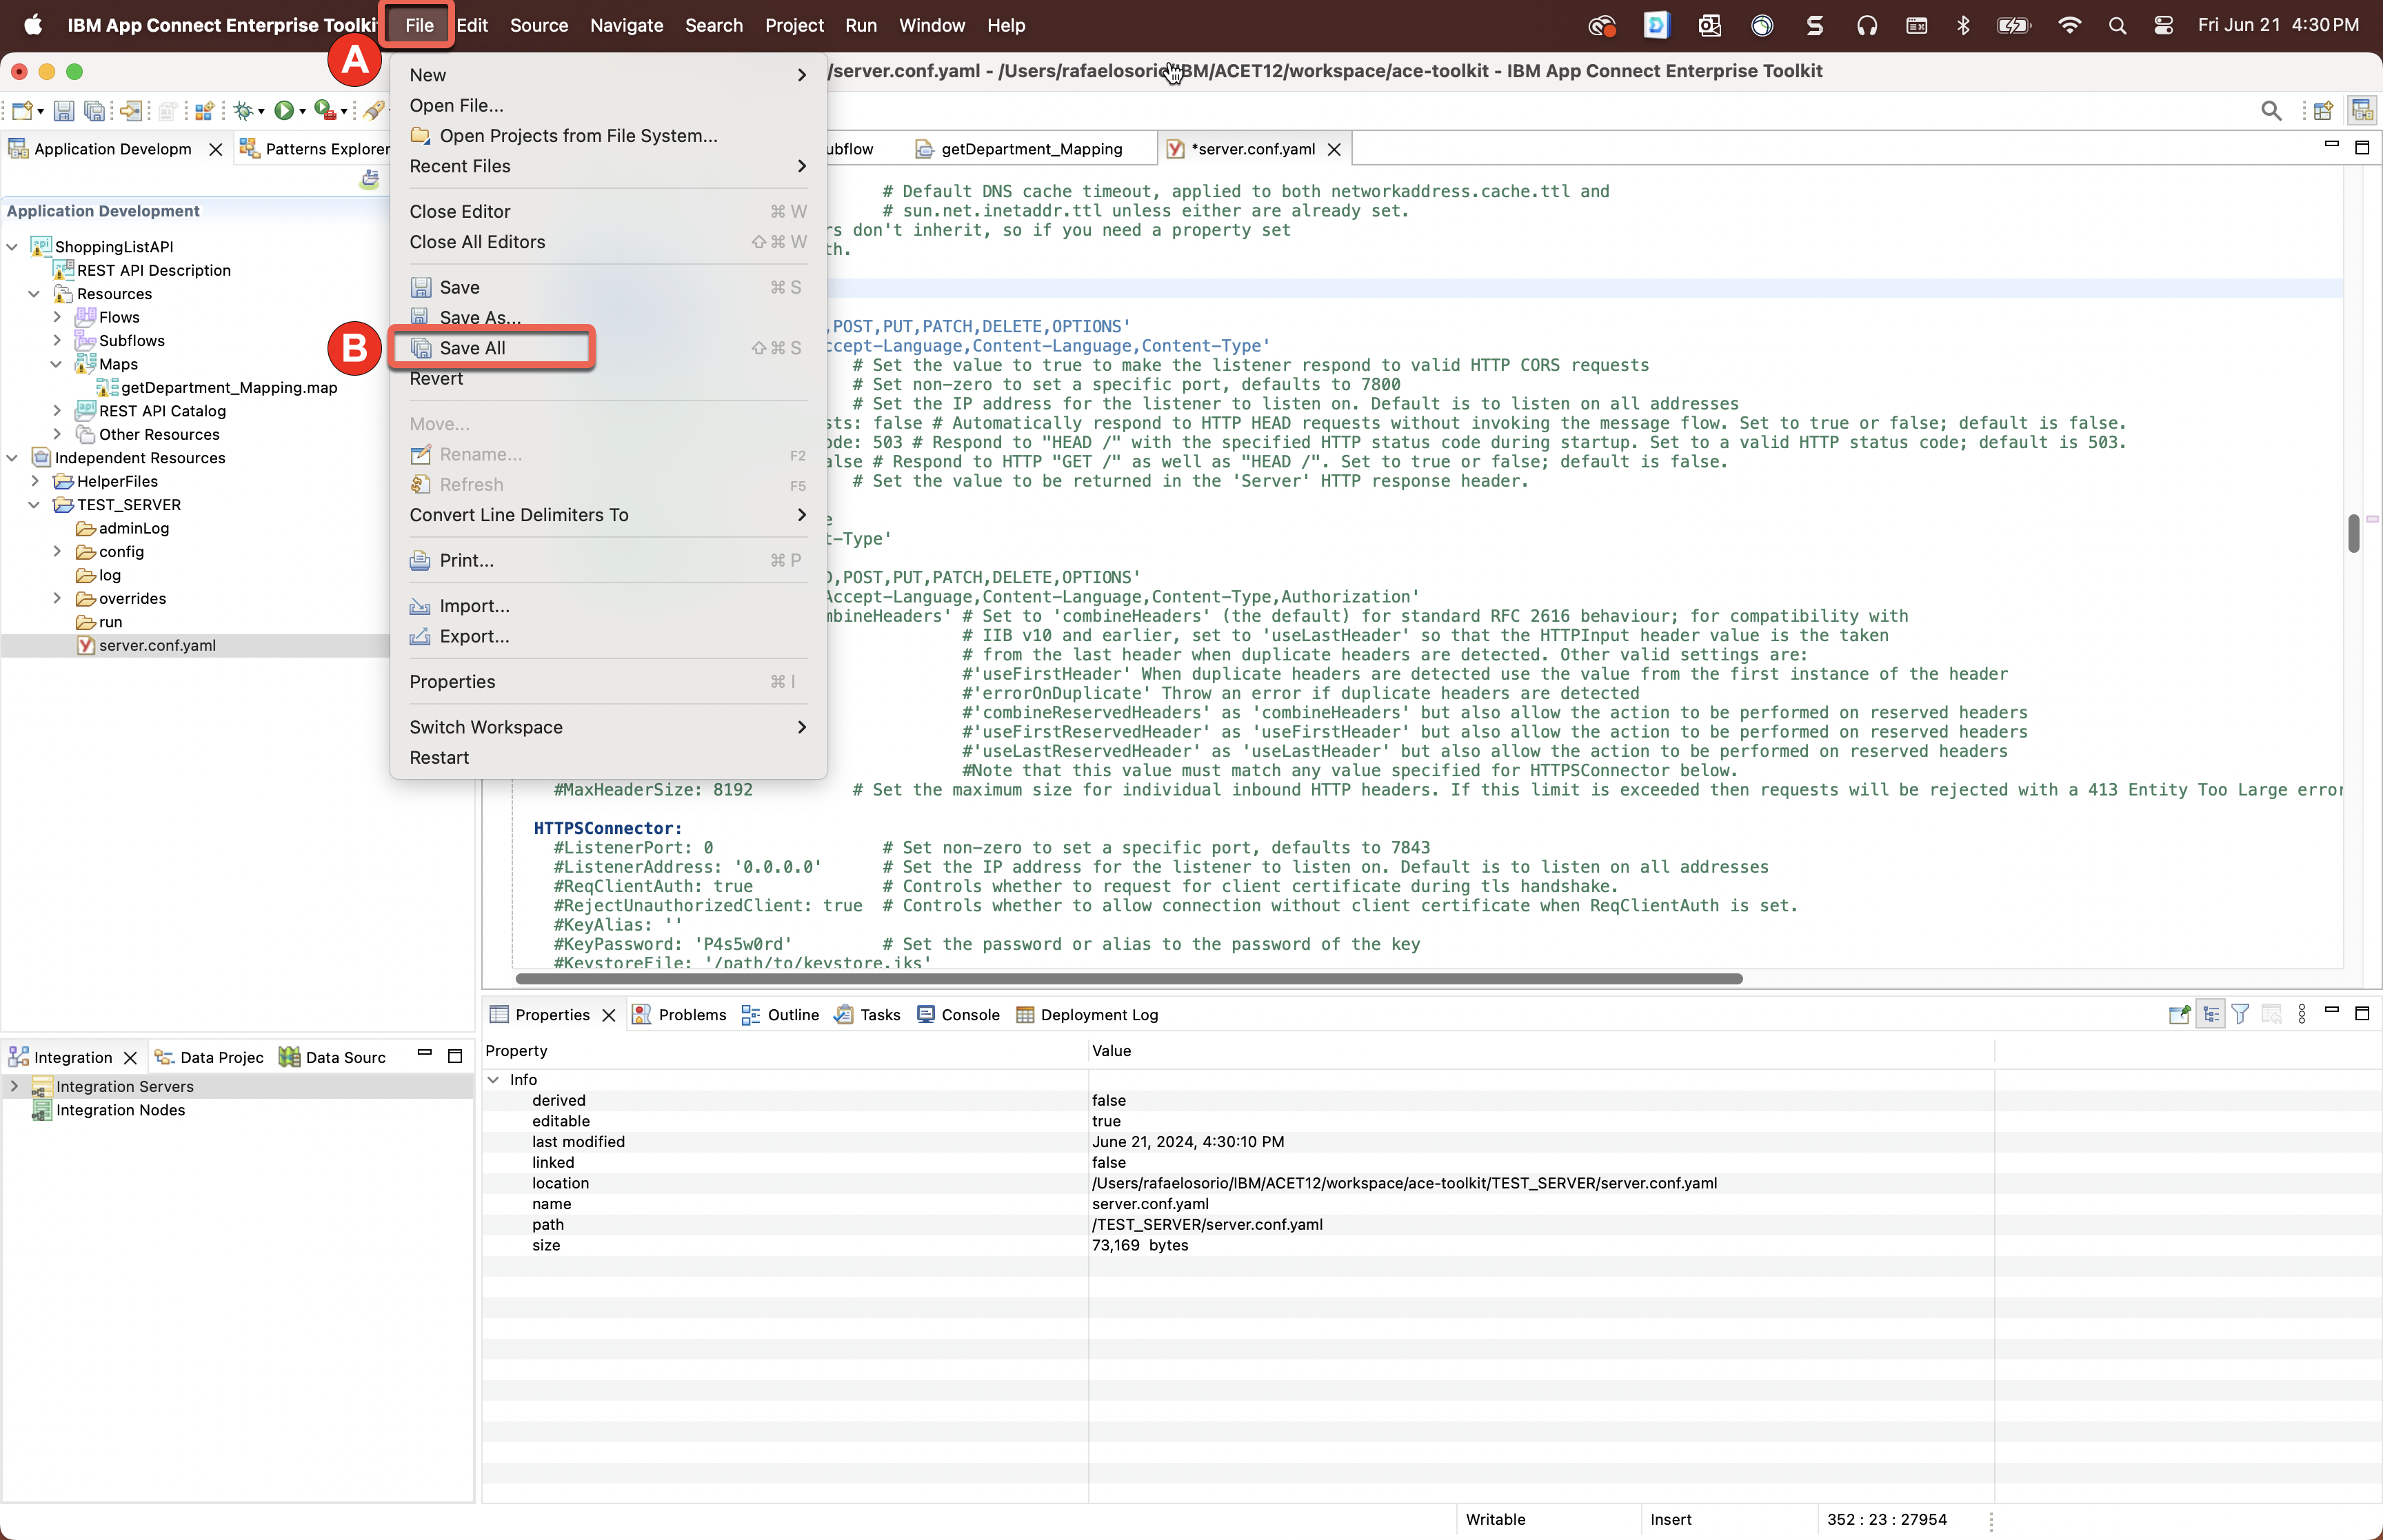 IBM App Connect Enterprise Toolkit File Edit Source Navigate Search Project Run Window Help Fri Jun 21 4:30 PM
A
/server.conf.yaml - /Users/rafaelosorio/IBM/ACET12/workspace/ace-toolkit - IBM App Connect Enterprise Toolkit
New
Open File...
Open Projects from File System...
Recent Files
Close Editor ⌘ W
Close All Editors ⇧ ⌘ W
Save ⌘ S
Save As...
B
Save All ⇧ ⌘ S
Revert
Move...
Rename... F2
Refresh F5
Convert Line Delimiters To
Print... ⌘ P
Import...
Export...
Properties ⌘ I
Switch Workspace
Restart
Application Developm Patterns Explorer
Application Development
ShoppingListAPI
REST API Description
Resources
Flows
Subflows
Maps
getDepartment_Mapping.map
REST API Catalog
Other Resources
Independent Resources
HelperFiles
TEST_SERVER
adminLog
config
log
overrides
run
server.conf.yaml
ubflow getDepartment_Mapping *server.conf.yaml
# Default DNS cache timeout, applied to both networkaddress.cache.ttl and
# sun.net.inetaddr.ttl unless either are already set.
rs don't inherit, so if you need a property set
th.
,POST,PUT,PATCH,DELETE,OPTIONS'
ccept-Language,Content-Language,Content-Type'
# Set the value to true to make the listener respond to valid HTTP CORS requests
# Set non-zero to set a specific port, defaults to 7800
# Set the IP address for the listener to listen on. Default is to listen on all addresses
sts: false # Automatically respond to HTTP HEAD requests without invoking the message flow. Set to true or false; default is false.
ode: 503 # Respond to "HEAD /" with the specified HTTP status code during startup. Set to a valid HTTP status code; default is 503.
alse # Respond to HTTP "GET /" as well as "HEAD /". Set to true or false; default is false.
# Set the value to be returned in the 'Server' HTTP response header.
e
t-Type'
D,POST,PUT,PATCH,DELETE,OPTIONS'
Accept-Language,Content-Language,Content-Type,Authorization'
mbineHeaders' # Set to 'combineHeaders' (the default) for standard RFC 2616 behaviour; for compatibility with
# IIB v10 and earlier, set to 'useLastHeader' so that the HTTPInput header value is the taken
# from the last header when duplicate headers are detected. Other valid settings are:
#'useFirstHeader' When duplicate headers are detected use the value from the first instance of the header
#'errorOnDuplicate' Throw an error if duplicate headers are detected
#'combineReservedHeaders' as 'combineHeaders' but also allow the action to be performed on reserved headers
#'useFirstReservedHeader' as 'useFirstHeader' but also allow the action to be performed on reserved headers
#'useLastReservedHeader' as 'useLastHeader' but also allow the action to be performed on reserved headers
#Note that this value must match any value specified for HTTPSConnector below.
#MaxHeaderSize: 8192 # Set the maximum size for individual inbound HTTP headers. If this limit is exceeded then requests will be rejected with a 413 Entity Too Large error
HTTPSConnector:
#ListenerPort: 0 # Set non-zero to set a specific port, defaults to 7843
#ListenerAddress: '0.0.0.0' # Set the IP address for the listener to listen on. Default is to listen on all addresses
#ReqClientAuth: true # Controls whether to request for client certificate during tls handshake.
#RejectUnauthorizedClient: true # Controls whether to allow connection without client certificate when ReqClientAuth is set.
#KeyAlias: ''
#KeyPassword: 'P4s5w0rd' # Set the password or alias to the password of the key
#KeystoreFile: '/path/to/keystore.jks'
Properties Problems Outline Tasks Console Deployment Log
Property Value
Info
derived false
editable true
last modified June 21, 2024, 4:30:10 PM
linked false
location /Users/rafaelosorio/IBM/ACET12/workspace/ace-toolkit/TEST_SERVER/server.conf.yaml
name server.conf.yaml
path /TEST_SERVER/server.conf.yaml
size 73,169 bytes
Integration Data Projec Data Sourc
Integration Servers
Integration Nodes
Writable Insert 352 : 23 : 27954